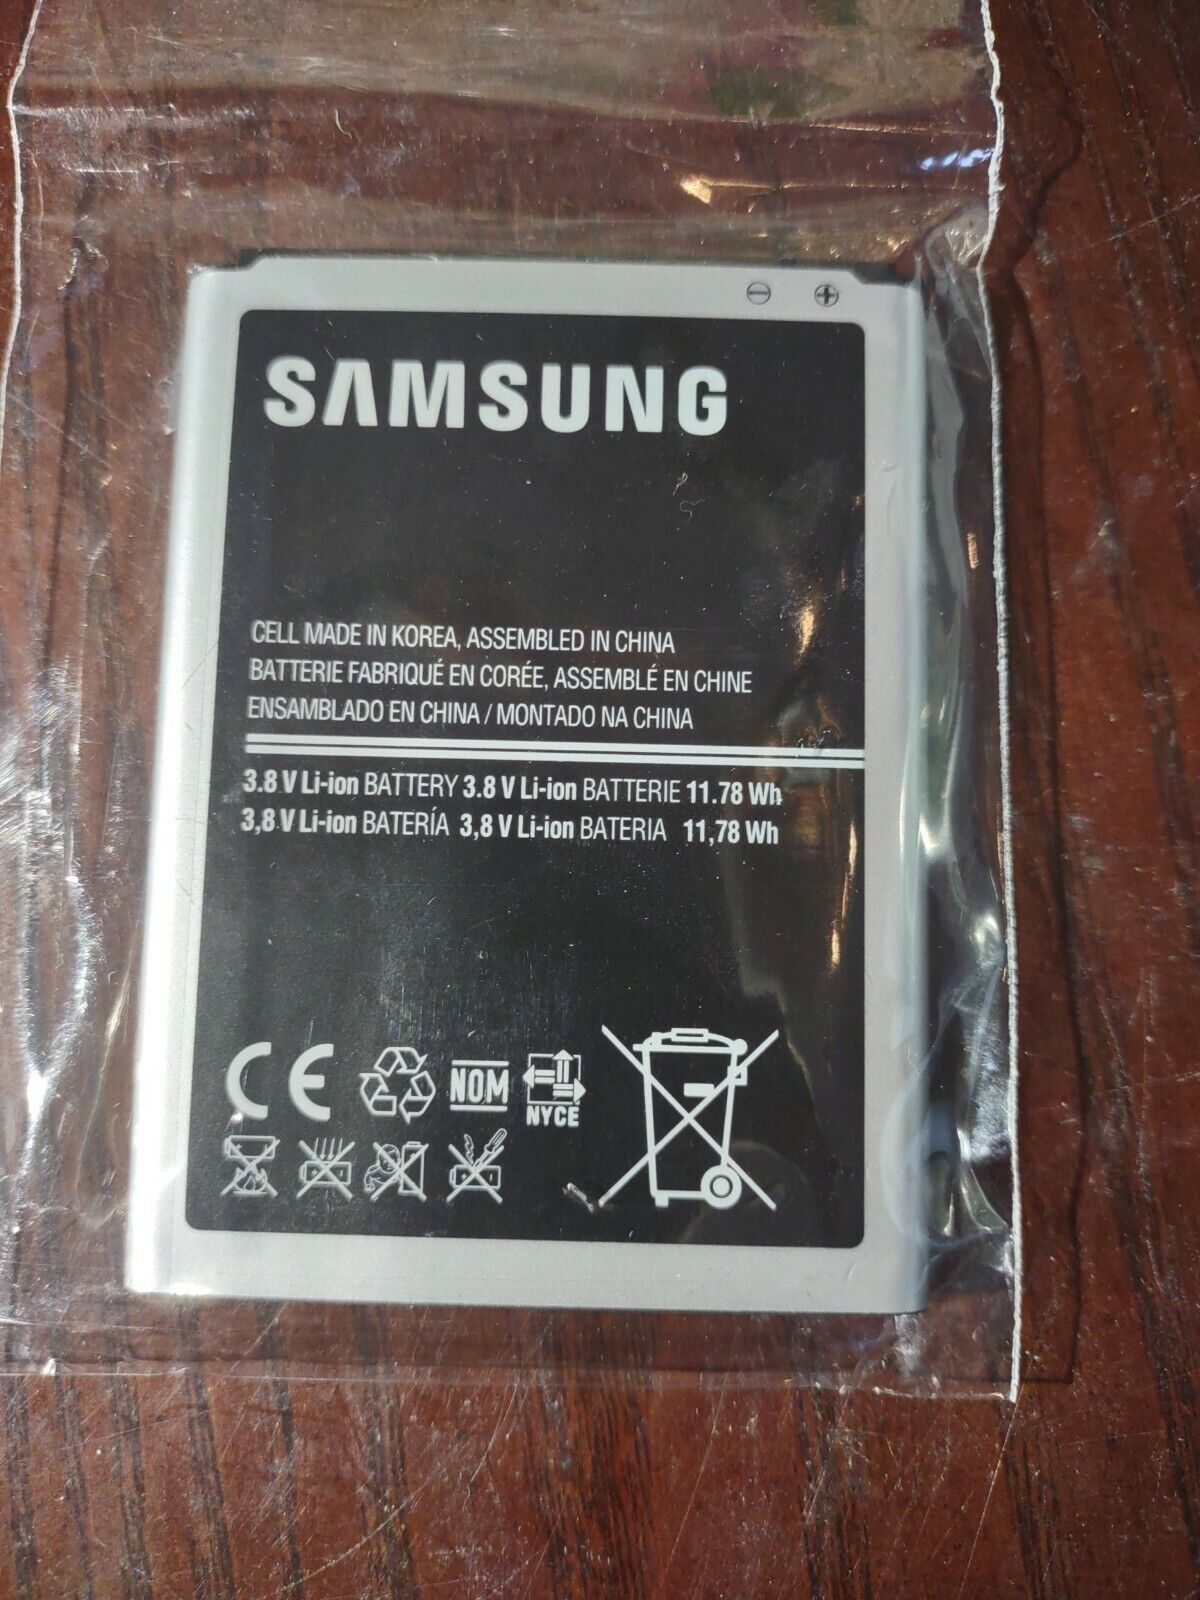 SAMSUNG
CELL MADE IN KOREA, ASSEMBLED IN CHINA
BATTERIE FABRIQUÉ EN CORÉE, ASSEMBLÉ EN CHINE
ENSAMBLADO EN CHINA / MONTADO NA CHINA
3.8 V Li-ion BATTERY 3.8 V Li-ion BATTERIE 11.78 Wh
3,8 V Li-ion BATERÍA 3,8 V Li-ion BATERIA 11,78 Wh
CE NOM NYCE